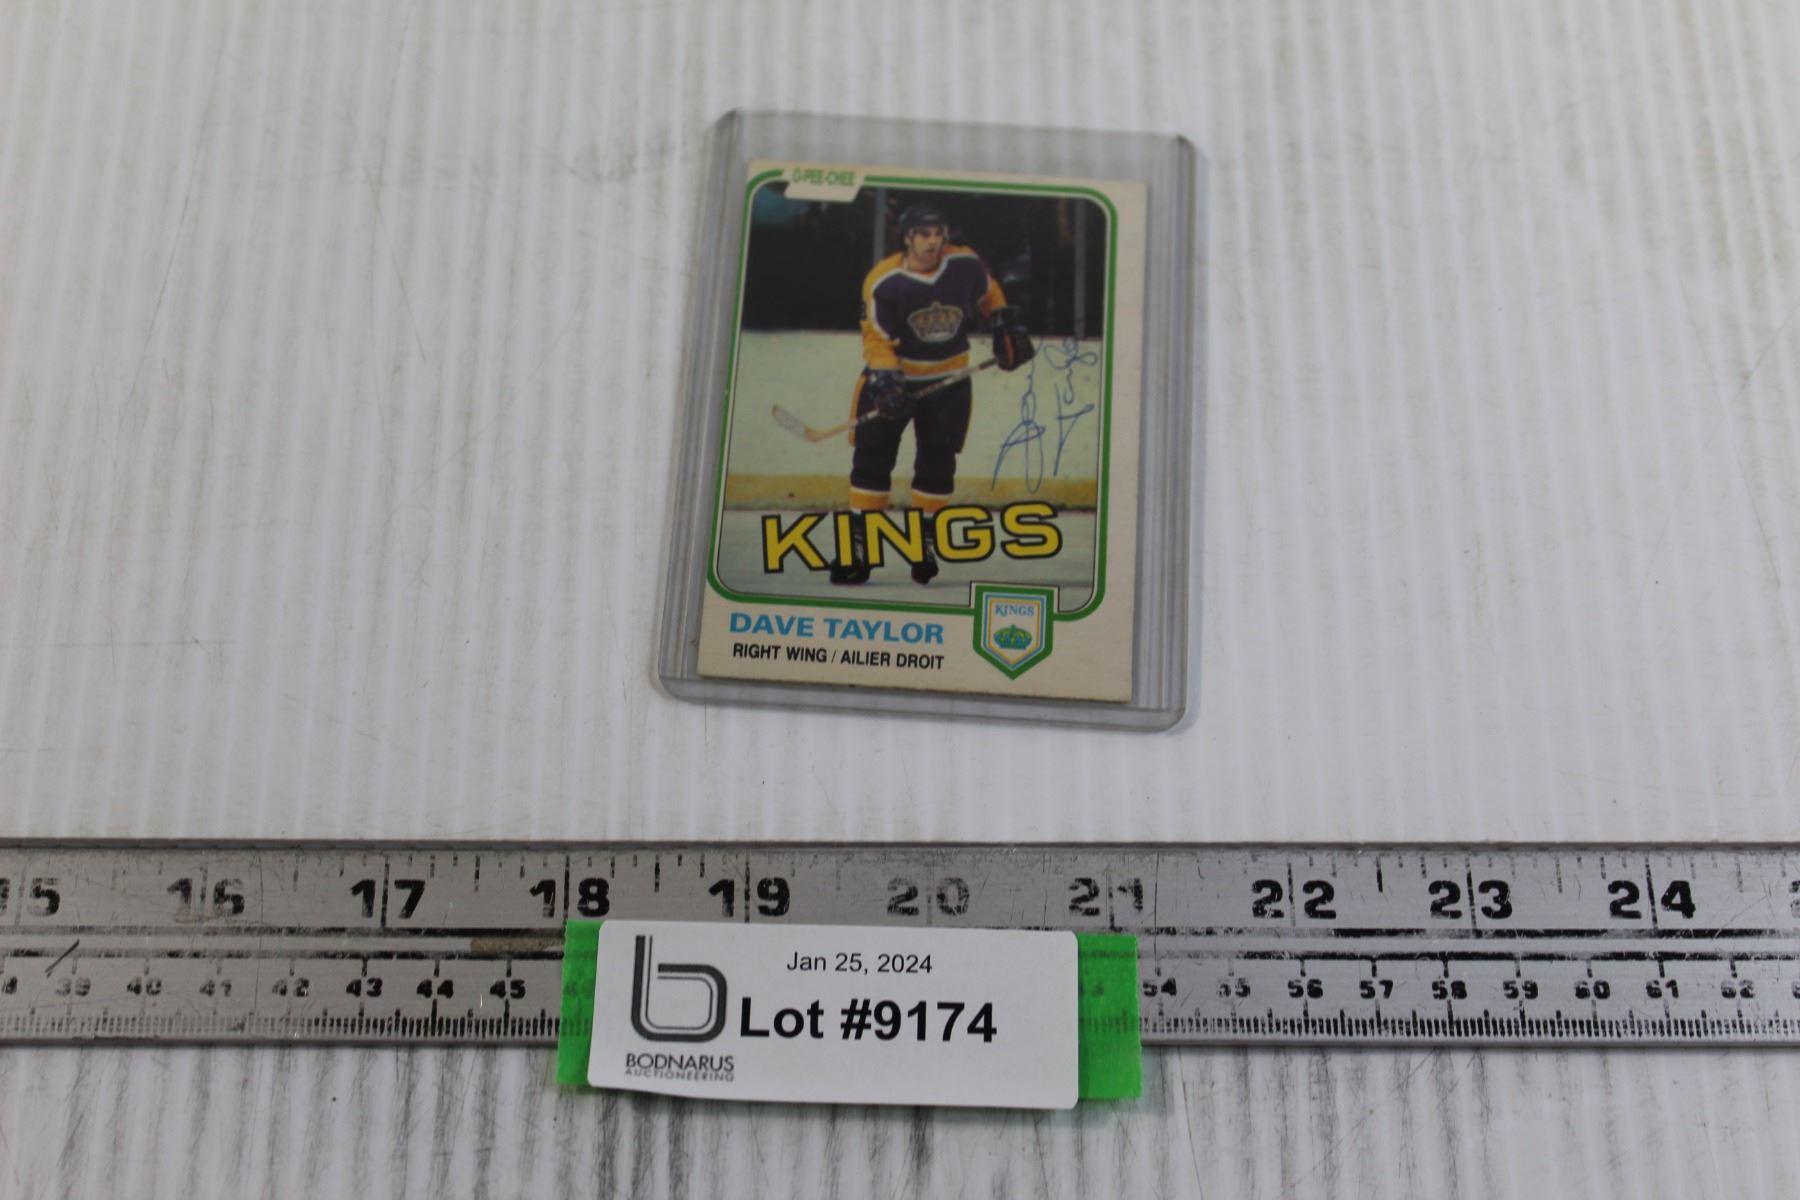 O-PEE-CHEE
Dave
Taylor
KINGS
KINGS
DAVE TAYLOR
RIGHT WING / AILIER DROIT
15 16 17 18 19 20 21 22 23 24
39 40 41 42 43 44 45 54 55 56 57 58 59 60 61 62
Jan 25, 2024
Lot #9174
BODNARUS
AUCTIONEERING